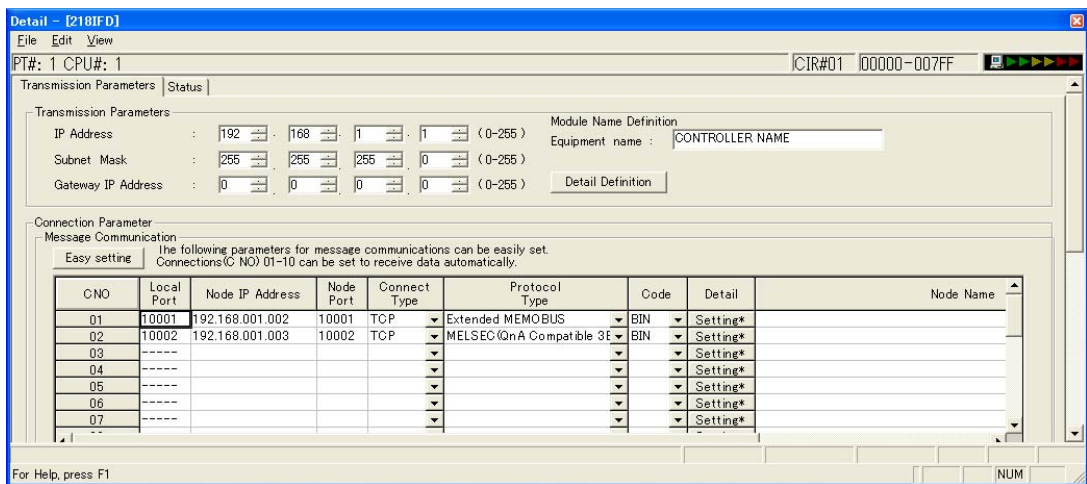 Detail - [218IFD]
File Edit View
PT#: 1 CPU#: 1 CIR#01 00000-007FF
Transmission Parameters Status
Transmission Parameters
IP Address : 192 . 168 . 1 . 1 (0-255)
Subnet Mask : 255 . 255 . 255 . 0 (0-255)
Gateway IP Address : 0 . 0 . 0 . 0 (0-255)
Module Name Definition
Equipment name : CONTROLLER NAME
Detail Definition
Connection Parameter
Message Communication
Easy setting
The following parameters for message communications can be easily set.
Connections(C NO) 01-10 can be set to receive data automatically.
CNO Local Port Node IP Address Node Port Connect Type Protocol Type Code Detail Node Name
01 10001 192.168.001.002 10001 TCP Extended MEMOBUS BIN Setting*
02 10002 192.168.001.003 10002 TCP MELSEC(QnA Compatible 3E BIN Setting*
03 ----- Setting*
04 ----- Setting*
05 ----- Setting*
06 ----- Setting*
07 ----- Setting*
For Help, press F1 NUM